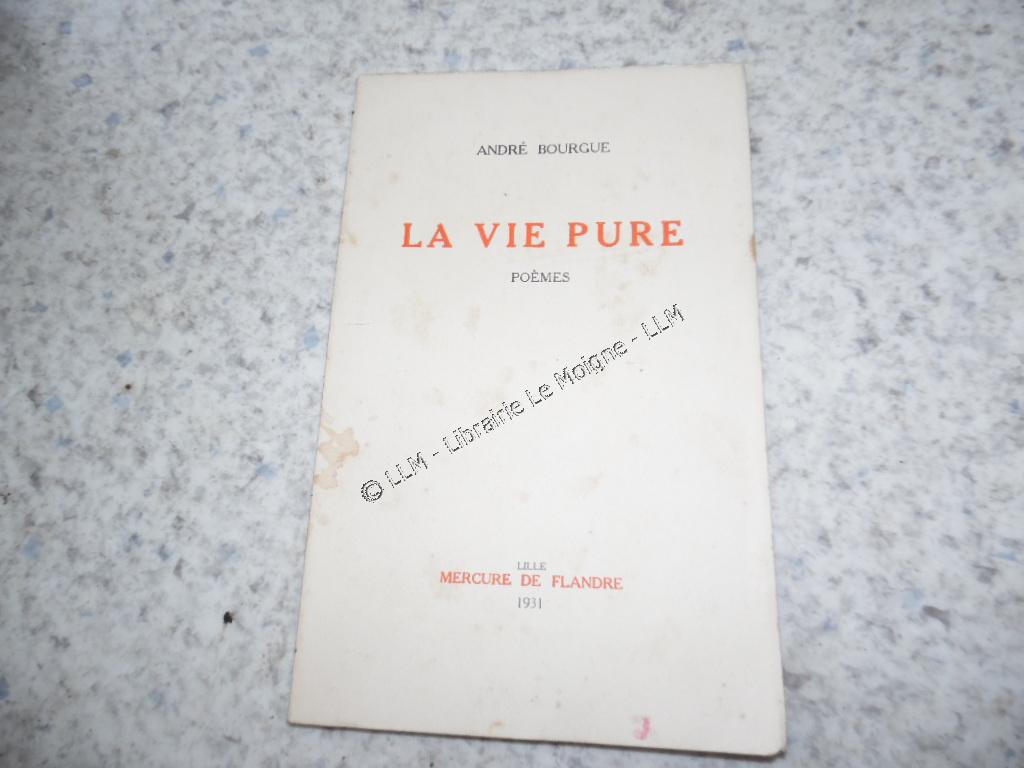 ANDRÉ BOURGUE
LA VIE PURE
POÈMES
© LLM - Librairie Le Moigne - LLM
LILLE
MERCURE DE FLANDRE
1931
J